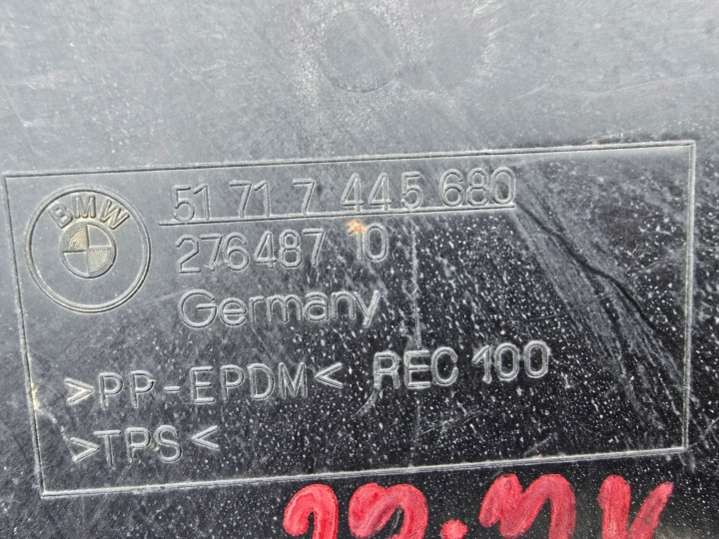 BMW
51 71 7 445 680
276487 10
Germany
>PP-EPDM< REC 100
>TPS<